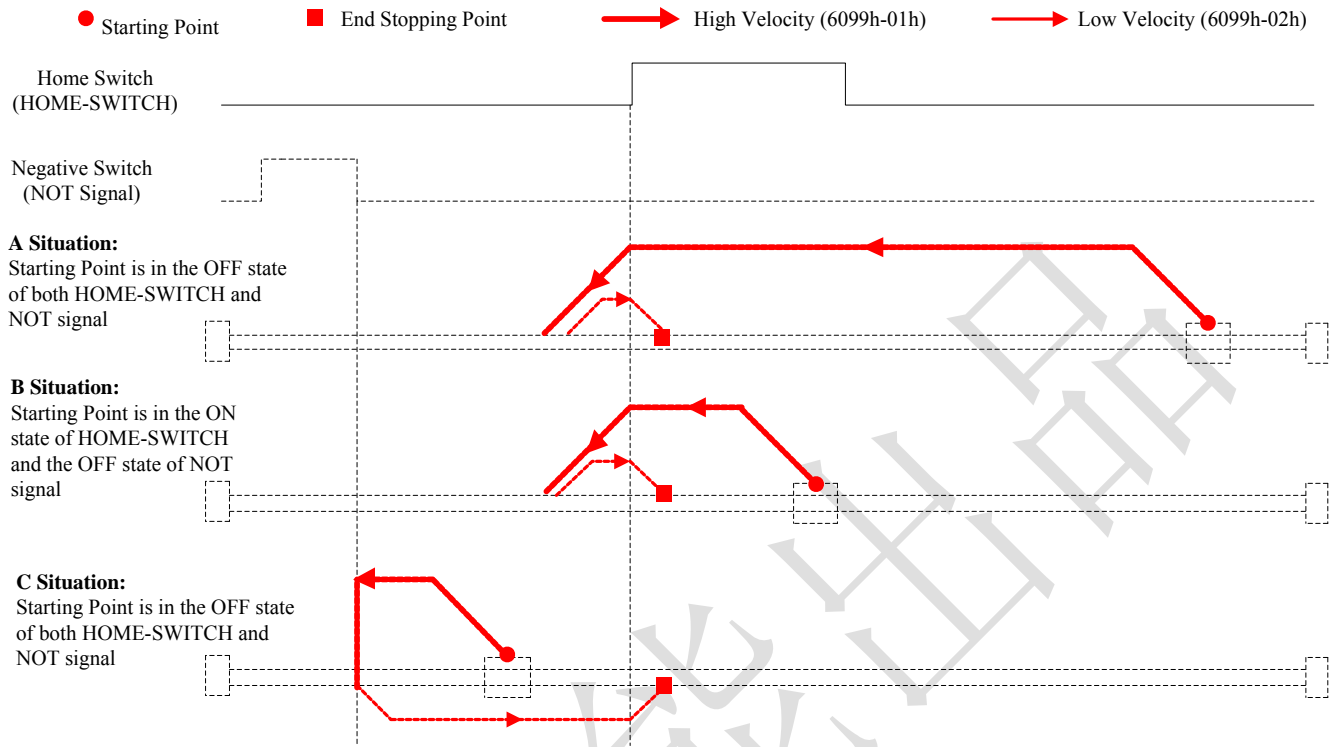 Starting Point
End Stopping Point
High Velocity (6099h-01h)
Low Velocity (6099h-02h)
Home Switch
(HOME-SWITCH)
Negative Switch
(NOT Signal)
A Situation:
Starting Point is in the OFF state
of both HOME-SWITCH and
NOT signal
B Situation:
Starting Point is in the ON
state of HOME-SWITCH
and the OFF state of NOT
signal
C Situation:
Starting Point is in the OFF state
of both HOME-SWITCH and
NOT signal
出品